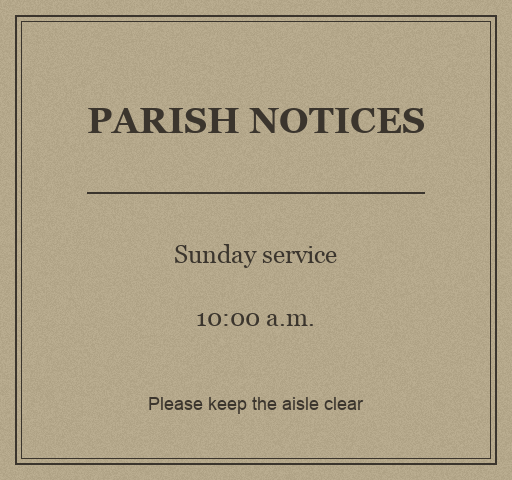 PARISH NOTICES
Sunday service
10:00 a.m.
Please keep the aisle clear